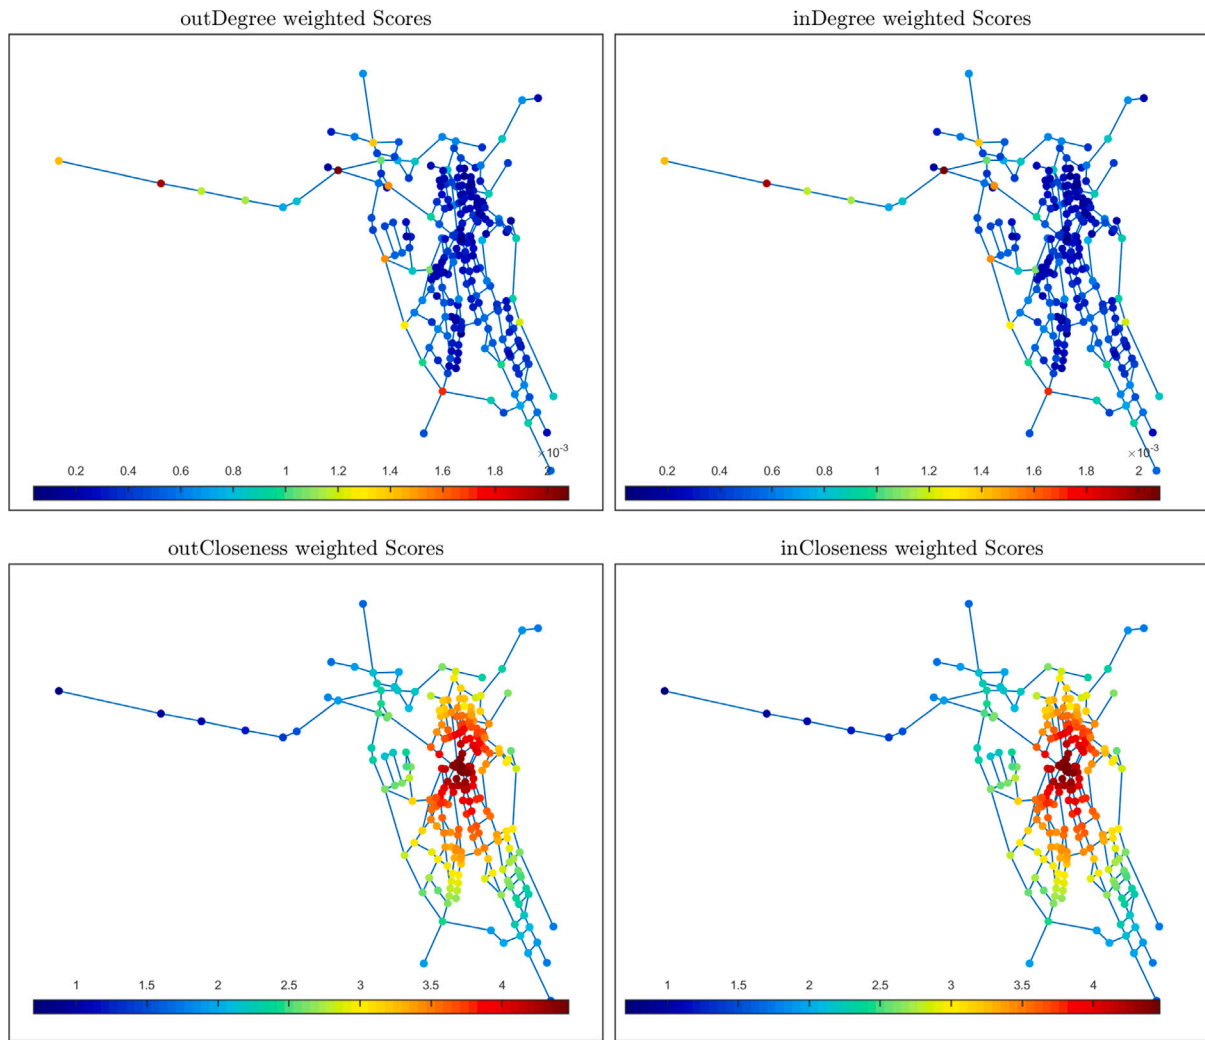 outDegree weighted Scores
inDegree weighted Scores
×10⁻³
×10⁻³
0.2 0.4 0.6 0.8 1 1.2 1.4 1.6 1.8 2
0.2 0.4 0.6 0.8 1 1.2 1.4 1.6 1.8 2
outCloseness weighted Scores
inCloseness weighted Scores
1 1.5 2 2.5 3 3.5 4
1 1.5 2 2.5 3 3.5 4